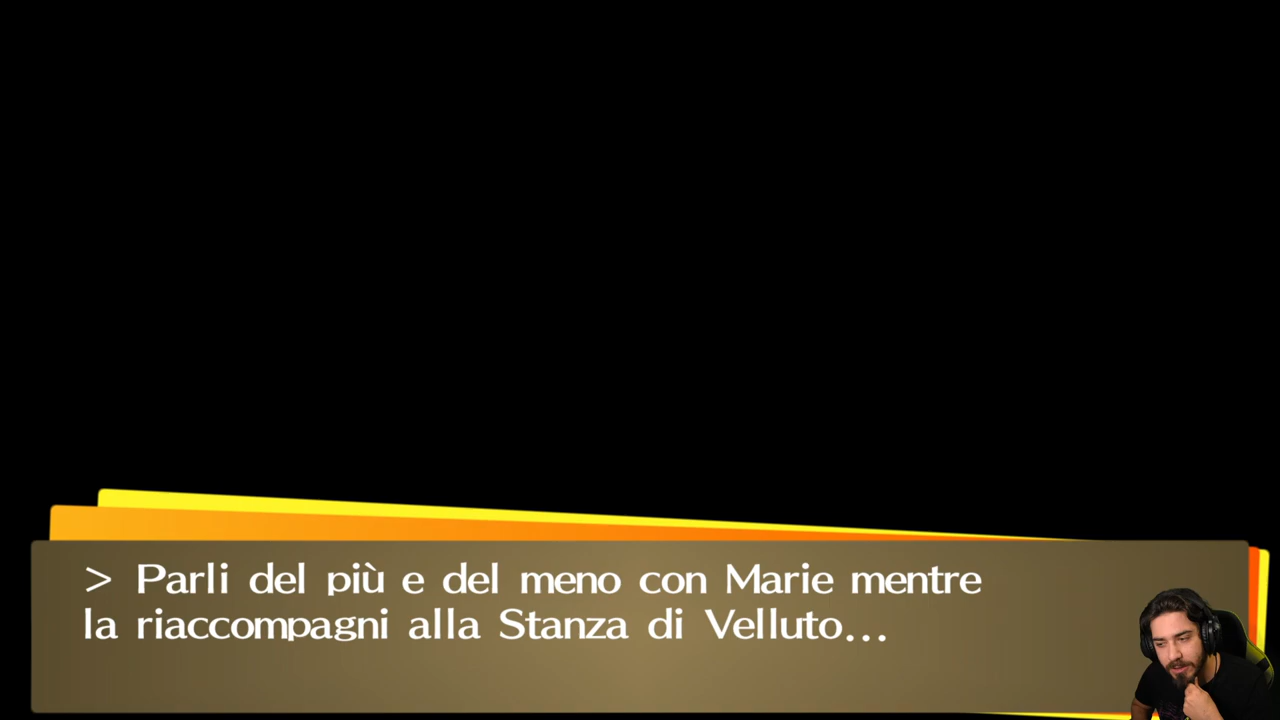 > Parli del più e del meno con Marie mentre
la riaccompagni alla Stanza di Velluto...